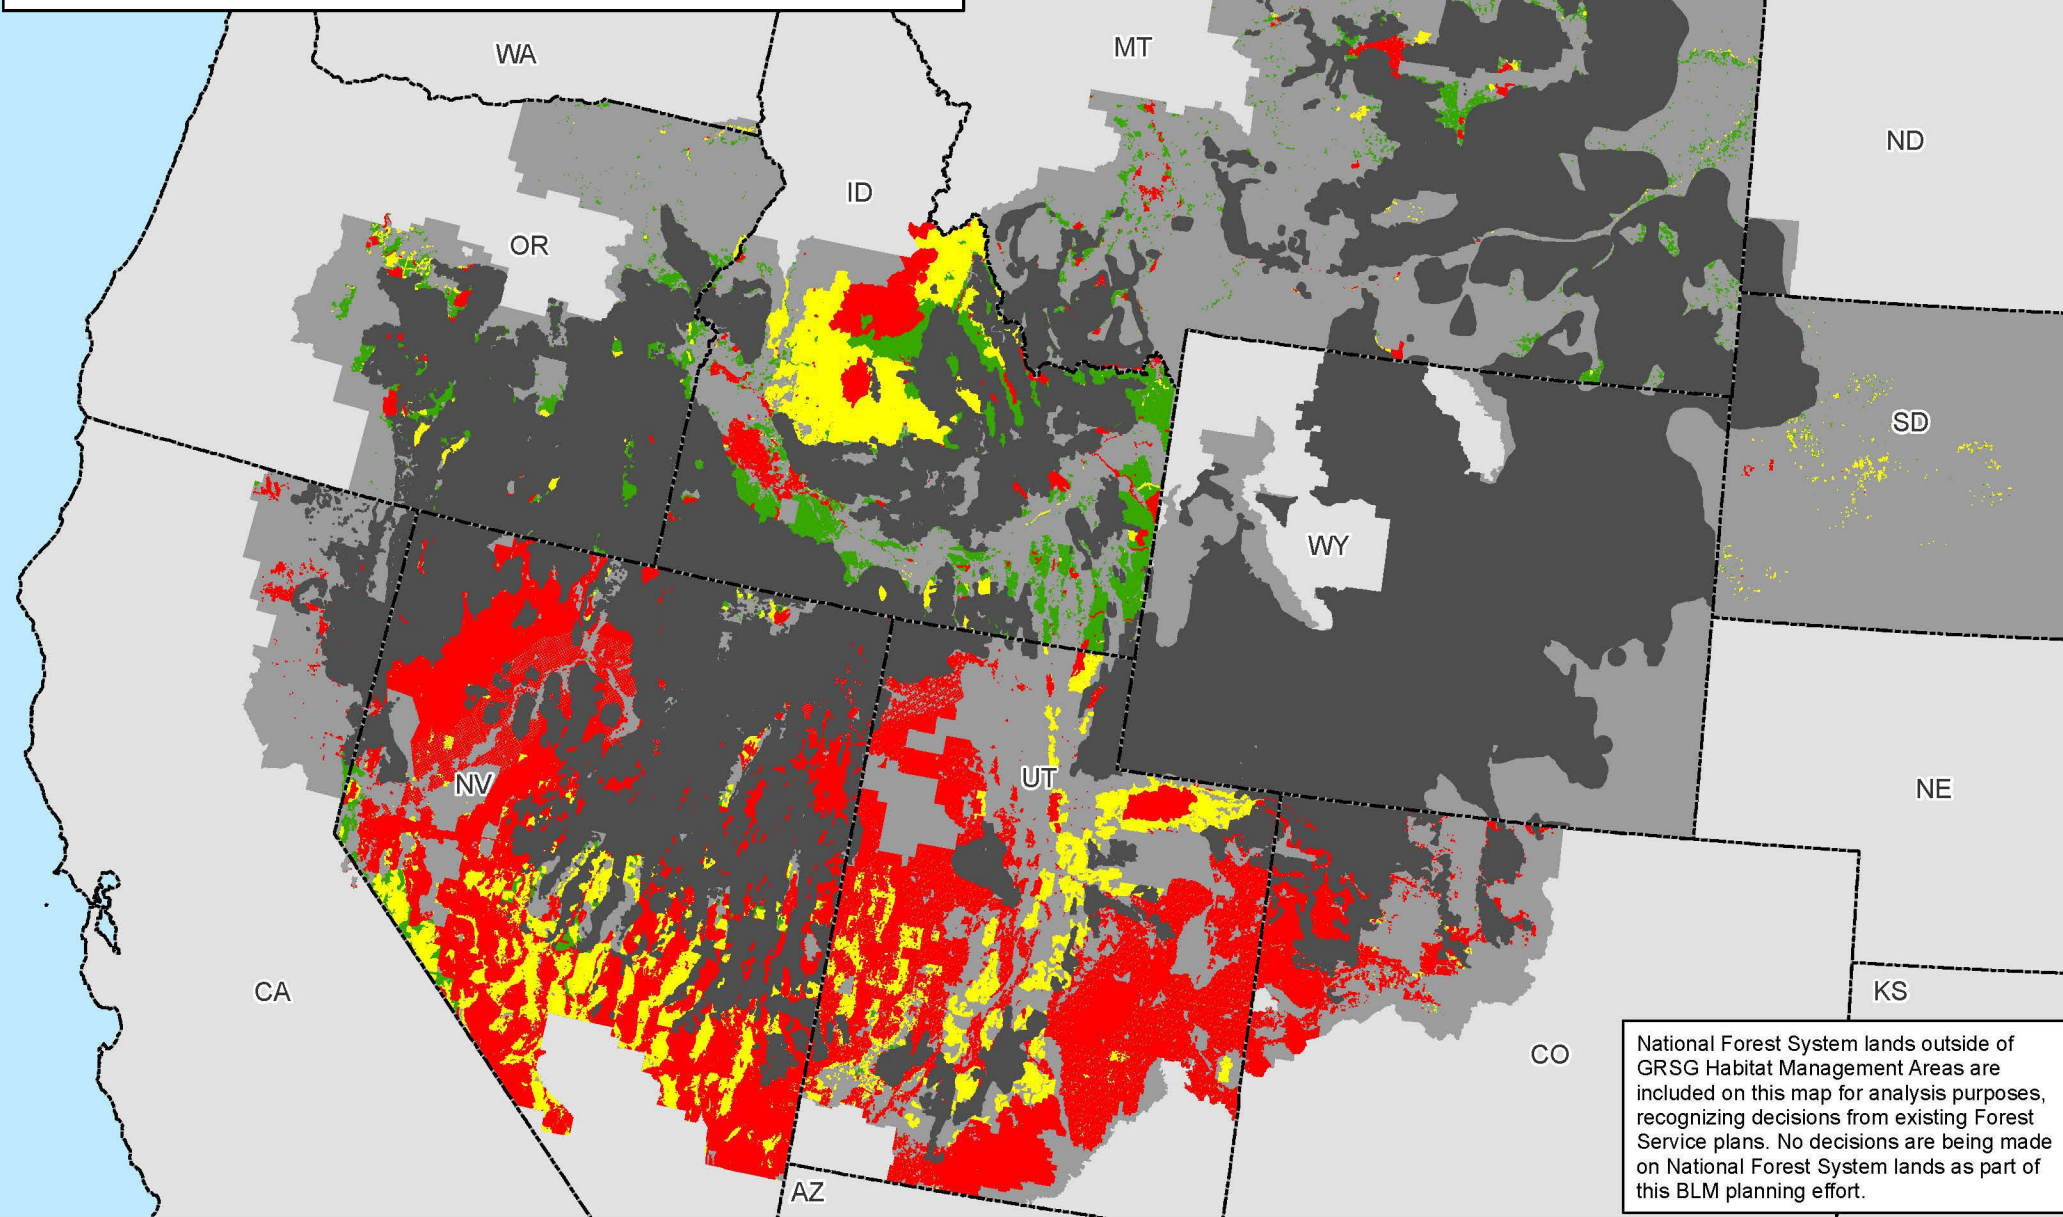 WA
MT
ND
ID
OR
SD
WY
NV
UT
NE
CA
KS
CO
AZ
National Forest System lands outside of
GRSG Habitat Management Areas are
included on this map for analysis purposes,
recognizing decisions from existing Forest
Service plans. No decisions are being made
on National Forest System lands as part of
this BLM planning effort.